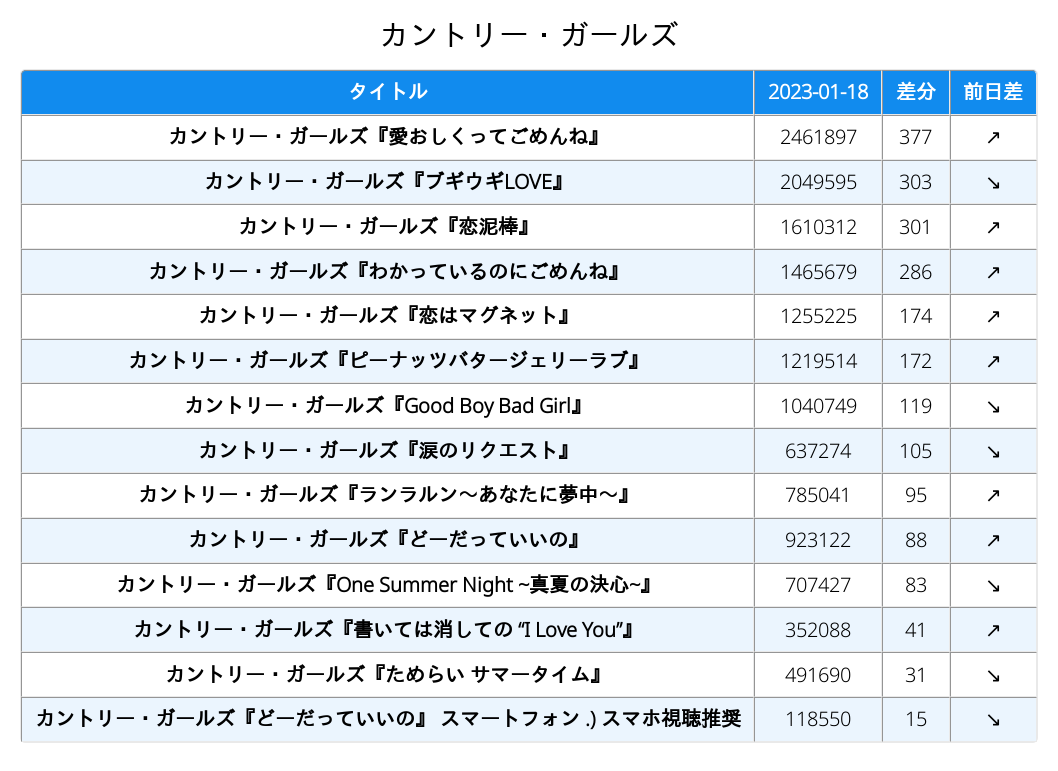 カントリー・ガールズ
タイトル 2023-01-18 差分 前日差
カントリー・ガールズ『愛おしくってごめんね』 2461897 377 ↗
カントリー・ガールズ『ブギウギLOVE』 2049595 303 ↘
カントリー・ガールズ『恋泥棒』 1610312 301 ↗
カントリー・ガールズ『わかっているのにごめんね』 1465679 286 ↗
カントリー・ガールズ『恋はマグネット』 1255225 174 ↗
カントリー・ガールズ『ピーナッツバタージェリーラブ』 1219514 172 ↗
カントリー・ガールズ『Good Boy Bad Girl』 1040749 119 ↘
カントリー・ガールズ『涙のリクエスト』 637274 105 ↘
カントリー・ガールズ『ランラルン～あなたに夢中～』 785041 95 ↗
カントリー・ガールズ『どーだっていいの』 923122 88 ↗
カントリー・ガールズ『One Summer Night ~真夏の決心~』 707427 83 ↘
カントリー・ガールズ『書いては消しての “I Love You”』 352088 41 ↗
カントリー・ガールズ『ためらい サマータイム』 491690 31 ↘
カントリー・ガールズ『どーだっていいの』 スマートフォン .) スマホ視聴推奨 118550 15 ↘